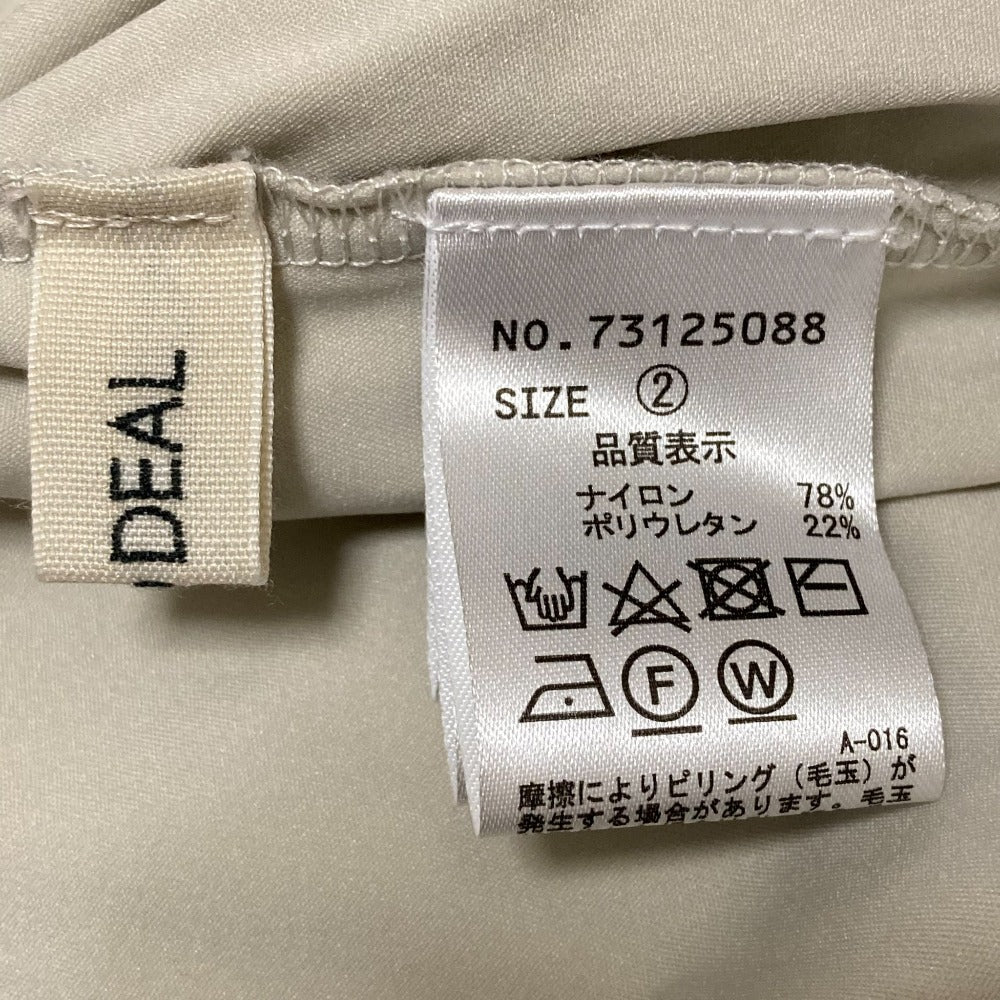 DEAL
NO.73125088
SIZE ②
品質表示
ナイロン 78%
ポリウレタン 22%
F W
A-016
摩擦によりピリング(毛玉)が
発生する場合があります。毛玉